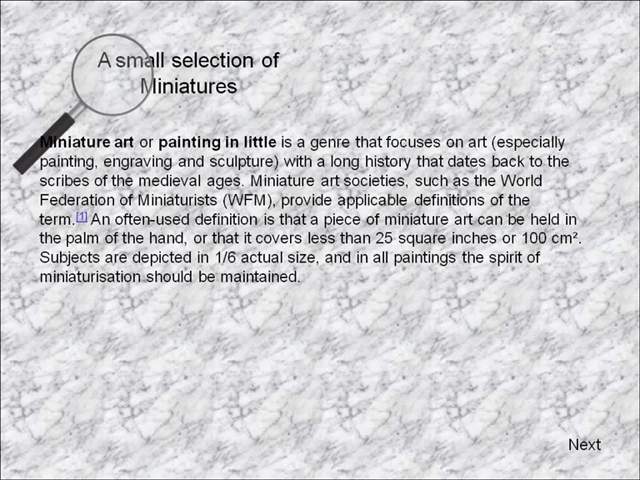 A small selection of
Miniatures
Miniature art or painting in little is a genre that focuses on art (especially
painting, engraving and sculpture) with a long history that dates back to the
scribes of the medieval ages. Miniature art societies, such as the World
Federation of Miniaturists (WFM), provide applicable definitions of the
term.[1] An often-used definition is that a piece of miniature art can be held in
the palm of the hand, or that it covers less than 25 square inches or 100 cm².
Subjects are depicted in 1/6 actual size, and in all paintings the spirit of
miniaturisation should be maintained.
Next